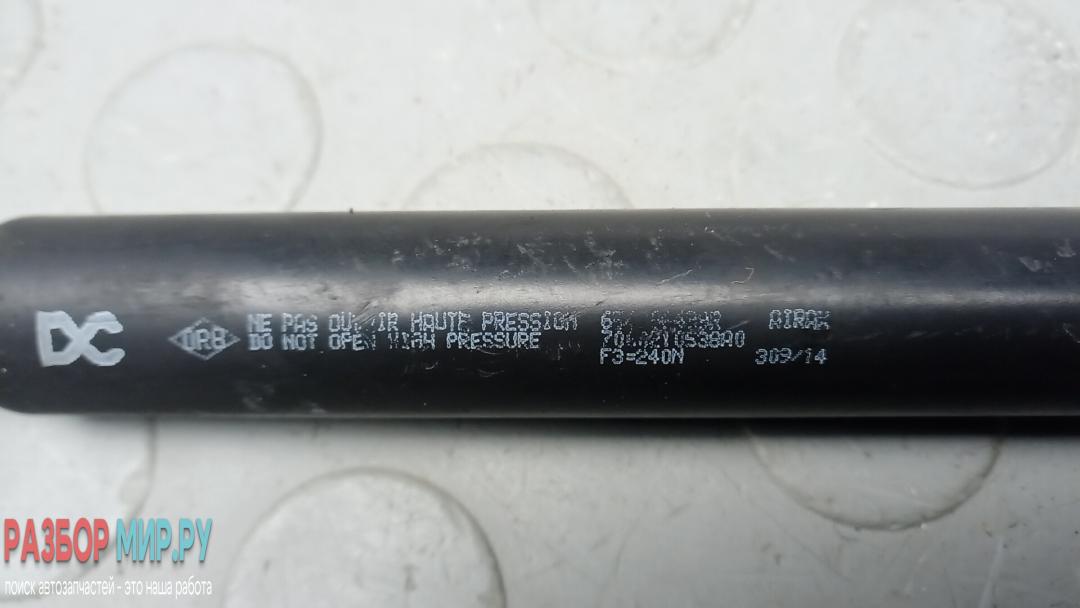 DC
NE PAS OUVRIR HAUTE PRESSION AIRAX
DO NOT OPEN HIGH PRESSURE
F3=240N 309/14
РАЗБОР МИР.РУ
поиск автозапчастей - это наша работа